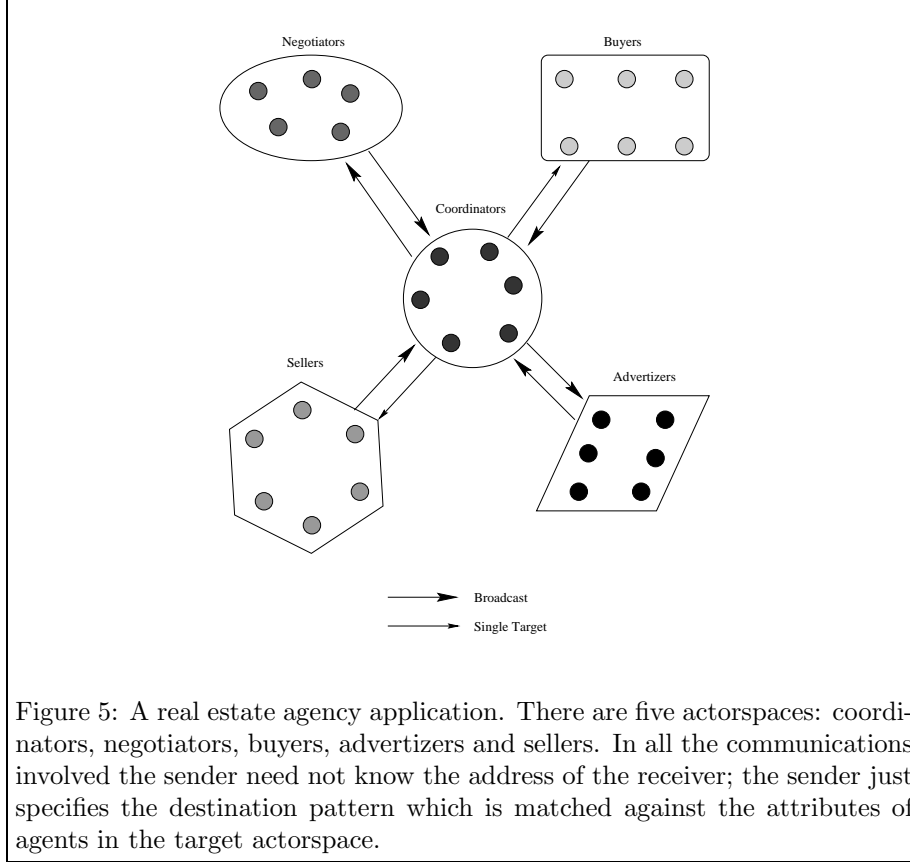 Negotiators
Buyers
Coordinators
Sellers
Advertizers
Broadcast
Single Target
Figure 5: A real estate agency application. There are five actorspaces: coordi-
nators, negotiators, buyers, advertizers and sellers. In all the communications
involved the sender need not know the address of the receiver; the sender just
specifies the destination pattern which is matched against the attributes of
agents in the target actorspace.